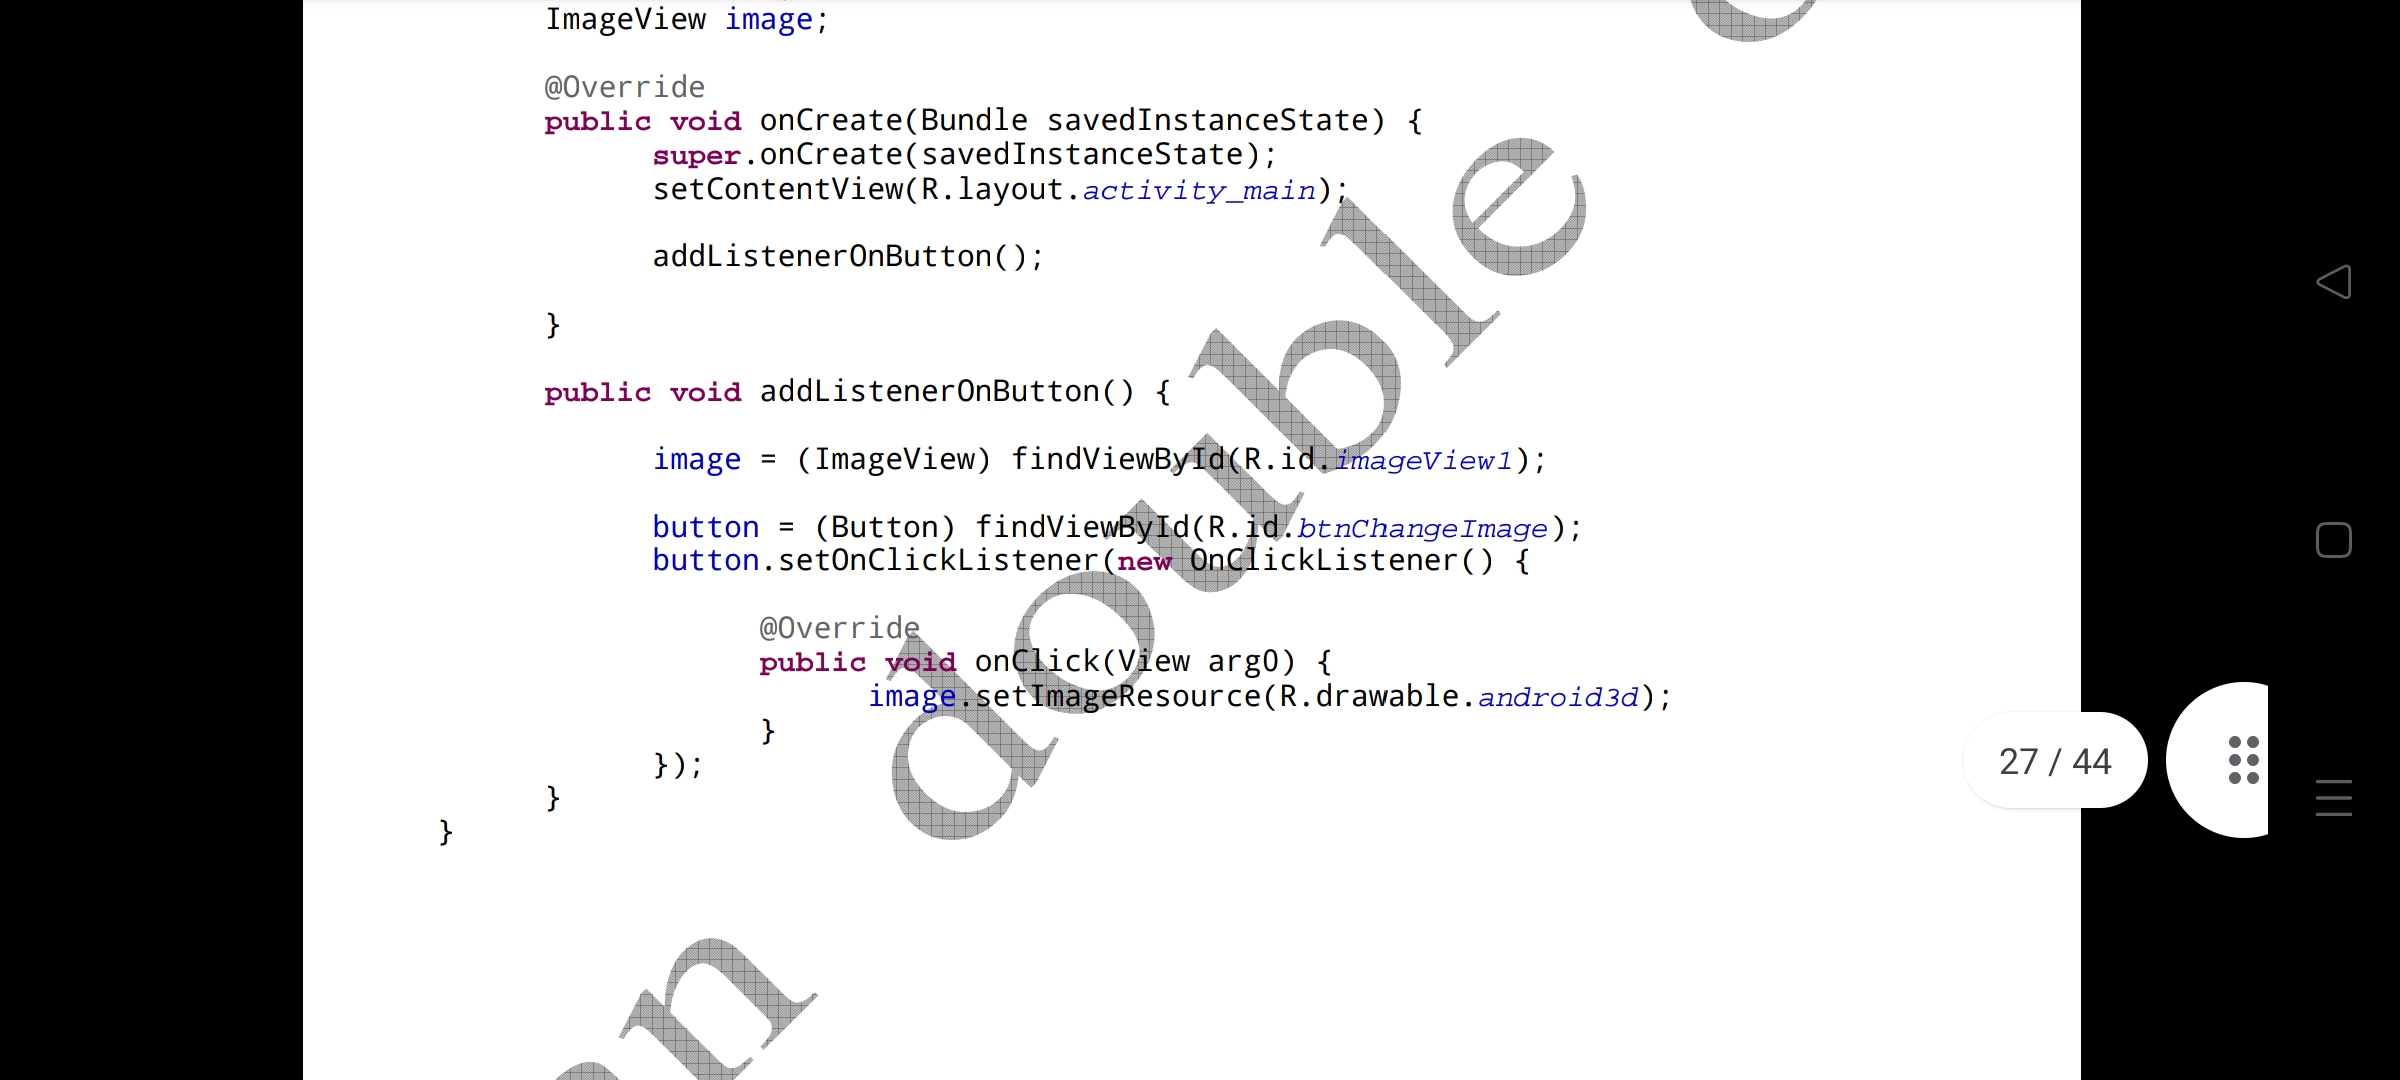 ImageView image;
@Override
public void onCreate(Bundle savedInstanceState) {
super.onCreate(savedInstanceState);
setContentView(R.layout.activity_main);
addListenerOnButton();
}
public void addListenerOnButton() {
image = (ImageView) findViewById(R.id.imageView1);
button = (Button) findViewById(R.id.btnChangeImage);
button.setOnClickListener(new OnClickListener() {
@Override
public void onClick(View arg0) {
image.setImageResource(R.drawable.android3d);
}
});
}
}
double
27 / 44